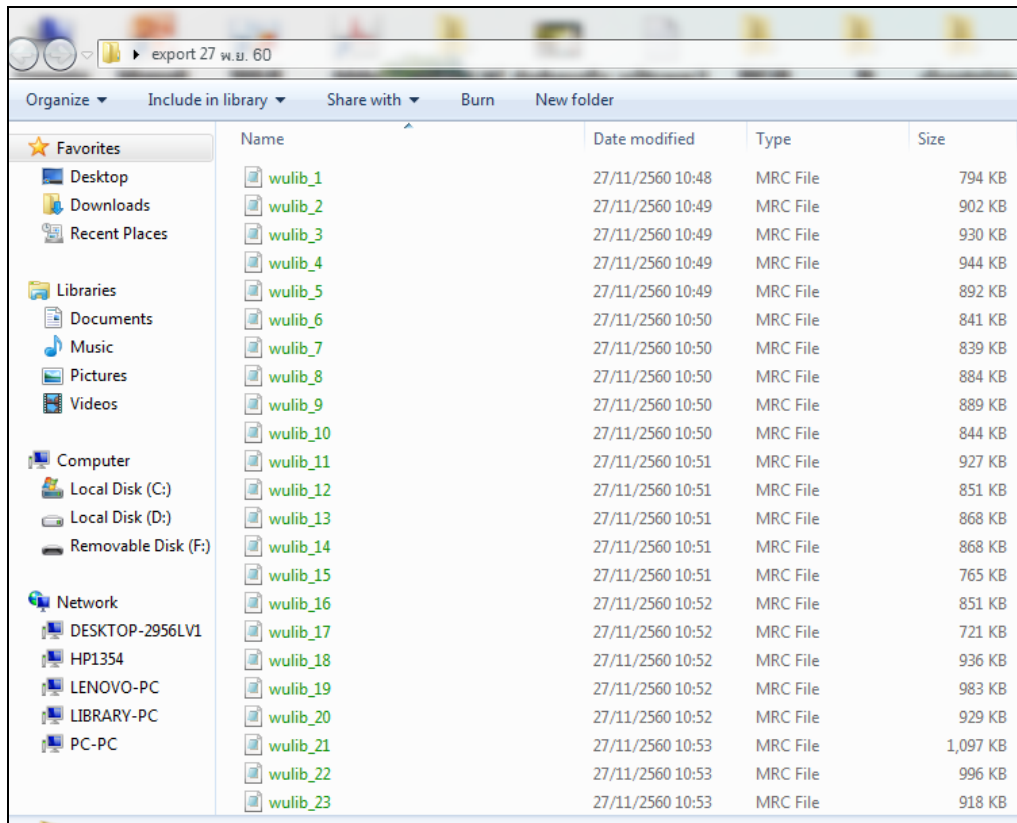 export 27 พ.ย. 60
Organize Include in library Share with Burn New folder
Name Date modified Type Size
Favorites
Desktop
Downloads
Recent Places
Libraries
Documents
Music
Pictures
Videos
Computer
Local Disk (C:)
Local Disk (D:)
Removable Disk (F:)
Network
DESKTOP-2956LV1
HP1354
LENOVO-PC
LIBRARY-PC
PC-PC
wulib_1 27/11/2560 10:48 MRC File 794 KB
wulib_2 27/11/2560 10:49 MRC File 902 KB
wulib_3 27/11/2560 10:49 MRC File 930 KB
wulib_4 27/11/2560 10:49 MRC File 944 KB
wulib_5 27/11/2560 10:49 MRC File 892 KB
wulib_6 27/11/2560 10:50 MRC File 841 KB
wulib_7 27/11/2560 10:50 MRC File 839 KB
wulib_8 27/11/2560 10:50 MRC File 884 KB
wulib_9 27/11/2560 10:50 MRC File 889 KB
wulib_10 27/11/2560 10:50 MRC File 844 KB
wulib_11 27/11/2560 10:51 MRC File 927 KB
wulib_12 27/11/2560 10:51 MRC File 851 KB
wulib_13 27/11/2560 10:51 MRC File 868 KB
wulib_14 27/11/2560 10:51 MRC File 868 KB
wulib_15 27/11/2560 10:51 MRC File 765 KB
wulib_16 27/11/2560 10:52 MRC File 851 KB
wulib_17 27/11/2560 10:52 MRC File 721 KB
wulib_18 27/11/2560 10:52 MRC File 936 KB
wulib_19 27/11/2560 10:52 MRC File 983 KB
wulib_20 27/11/2560 10:52 MRC File 929 KB
wulib_21 27/11/2560 10:53 MRC File 1,097 KB
wulib_22 27/11/2560 10:53 MRC File 996 KB
wulib_23 27/11/2560 10:53 MRC File 918 KB